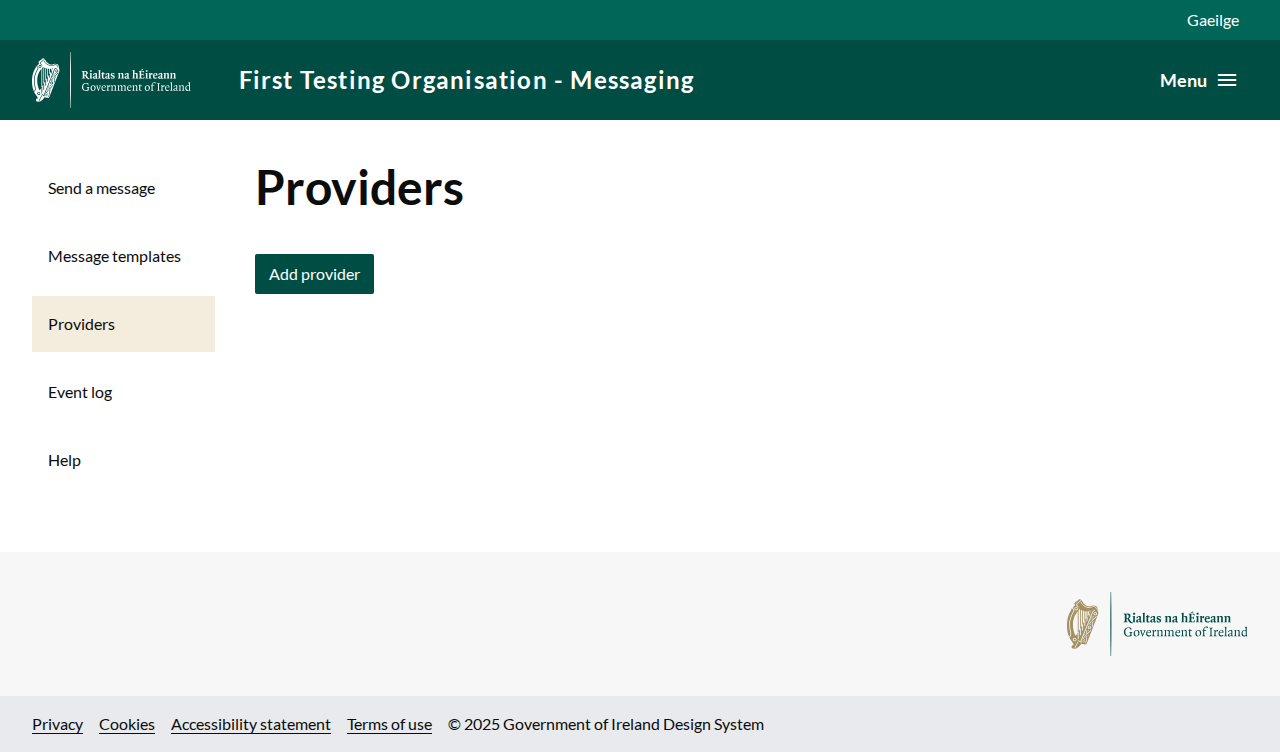 Gaeilge
Rialtas na hÉireann
Government of Ireland
First Testing Organisation - Messaging
Menu
Send a message
Message templates
Providers
Event log
Help
Providers
Add provider
Rialtas na hÉireann
Government of Ireland
Privacy Cookies Accessibility statement Terms of use © 2025 Government of Ireland Design System